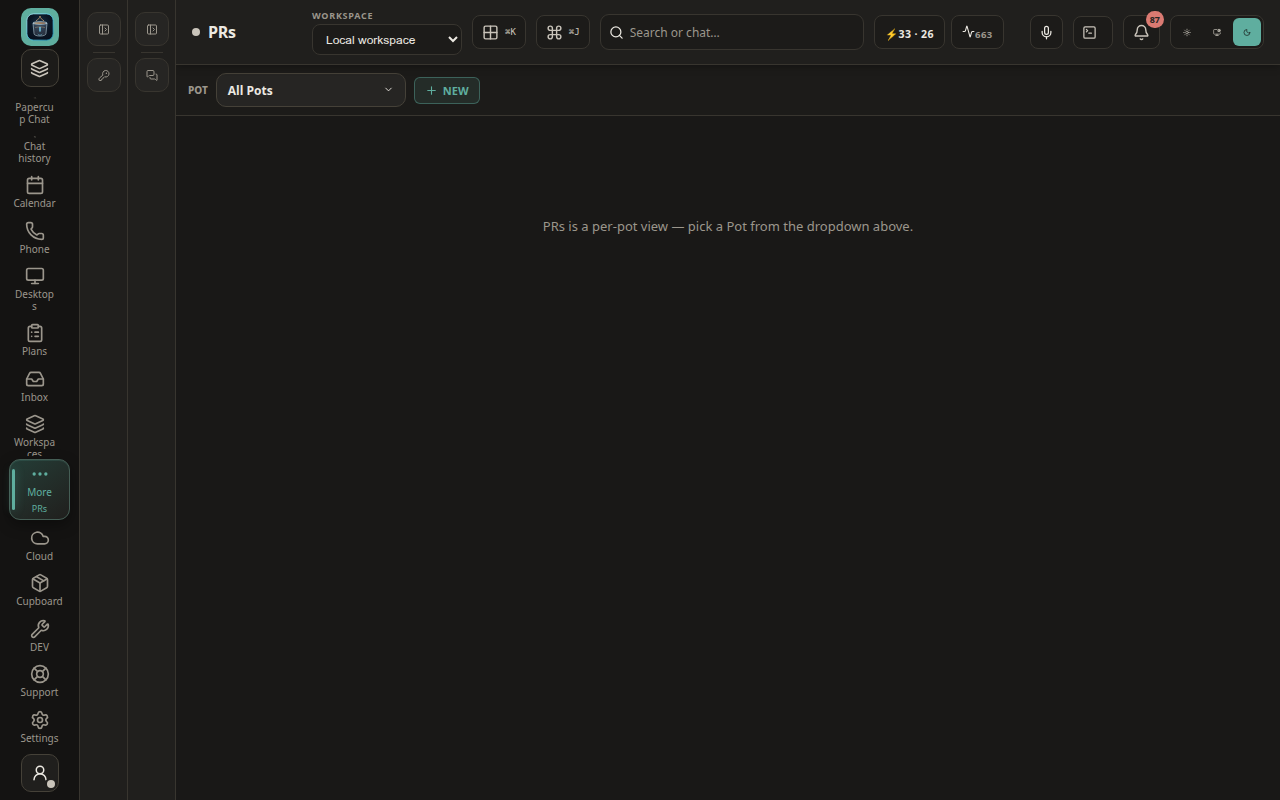 PRs
WORKSPACE
Local workspace
⌘K
⌘J
Search or chat...
⚡33 · 26
663
87
POT
All Pots
+ NEW
PRs is a per-pot view — pick a Pot from the dropdown above.
Papercu
p Chat
Chat
history
Calendar
Phone
Desktop
s
Plans
Inbox
Workspa
ces
More
PRs
Cloud
Cupboard
DEV
Support
Settings